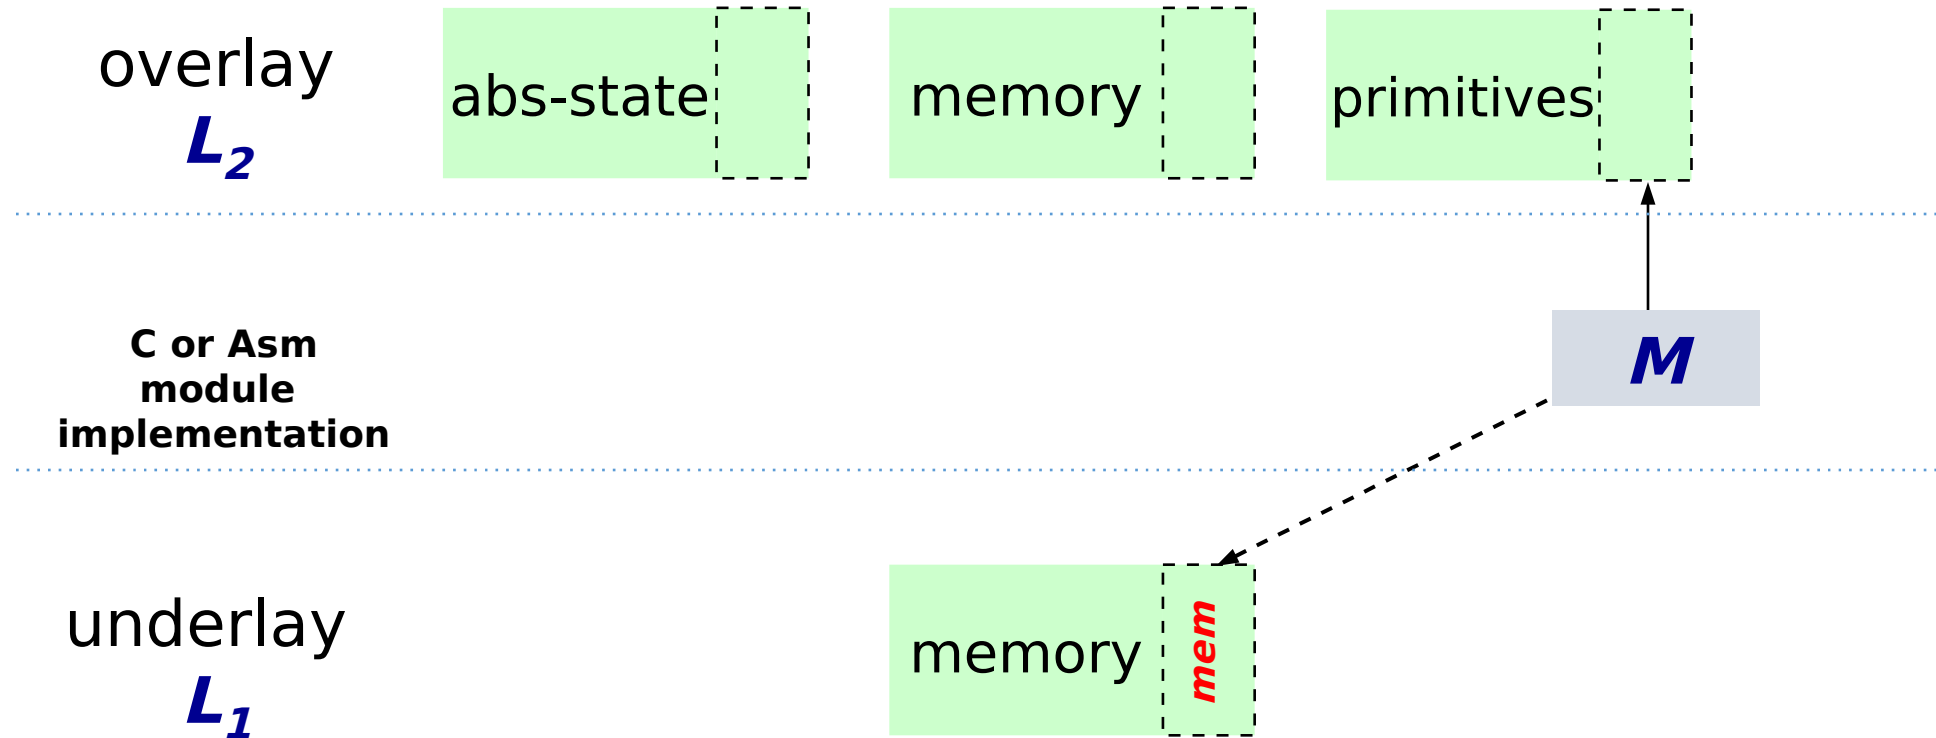 overlay
L2
abs-state
memory
primitives
C or Asm
module
implementation
M
underlay
L1
memory
mem